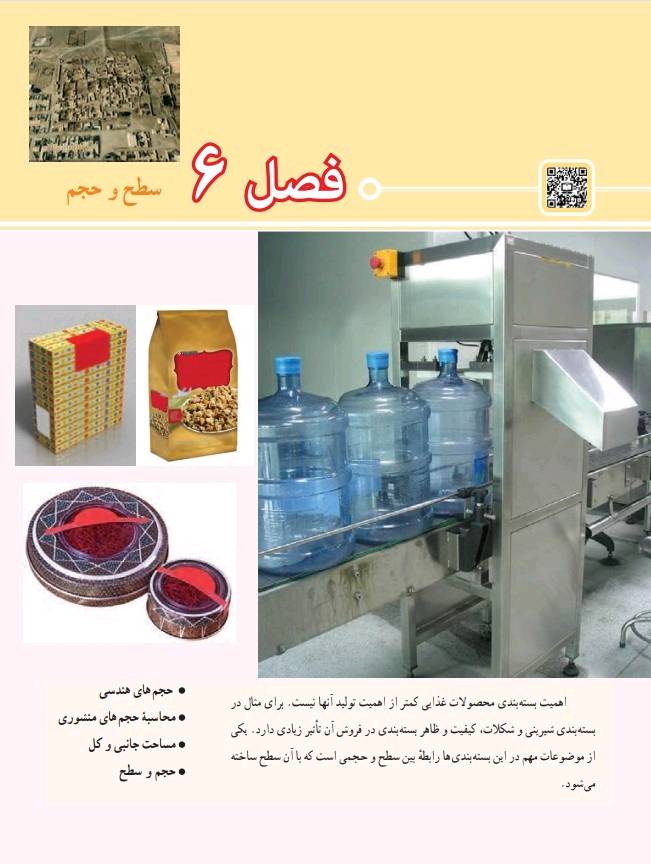 فصل ۶
سطح و حجم
اهمیت بسته‌بندی محصولات غذایی کمتر از اهمیت تولید آنها نیست. برای مثال در
بسته‌بندی شیرینی و شکلات، کیفیت و ظاهر بسته‌بندی در فروش آن تأثیر زیادی دارد. یکی
از موضوعات مهم در این بسته‌بندی‌ها رابطهٔ بین سطح و حجمی است که با آن سطح ساخته
می‌شود.
● حجم‌های هندسی
● محاسبهٔ حجم‌های منشوری
● مساحت جانبی و کل
● حجم و سطح